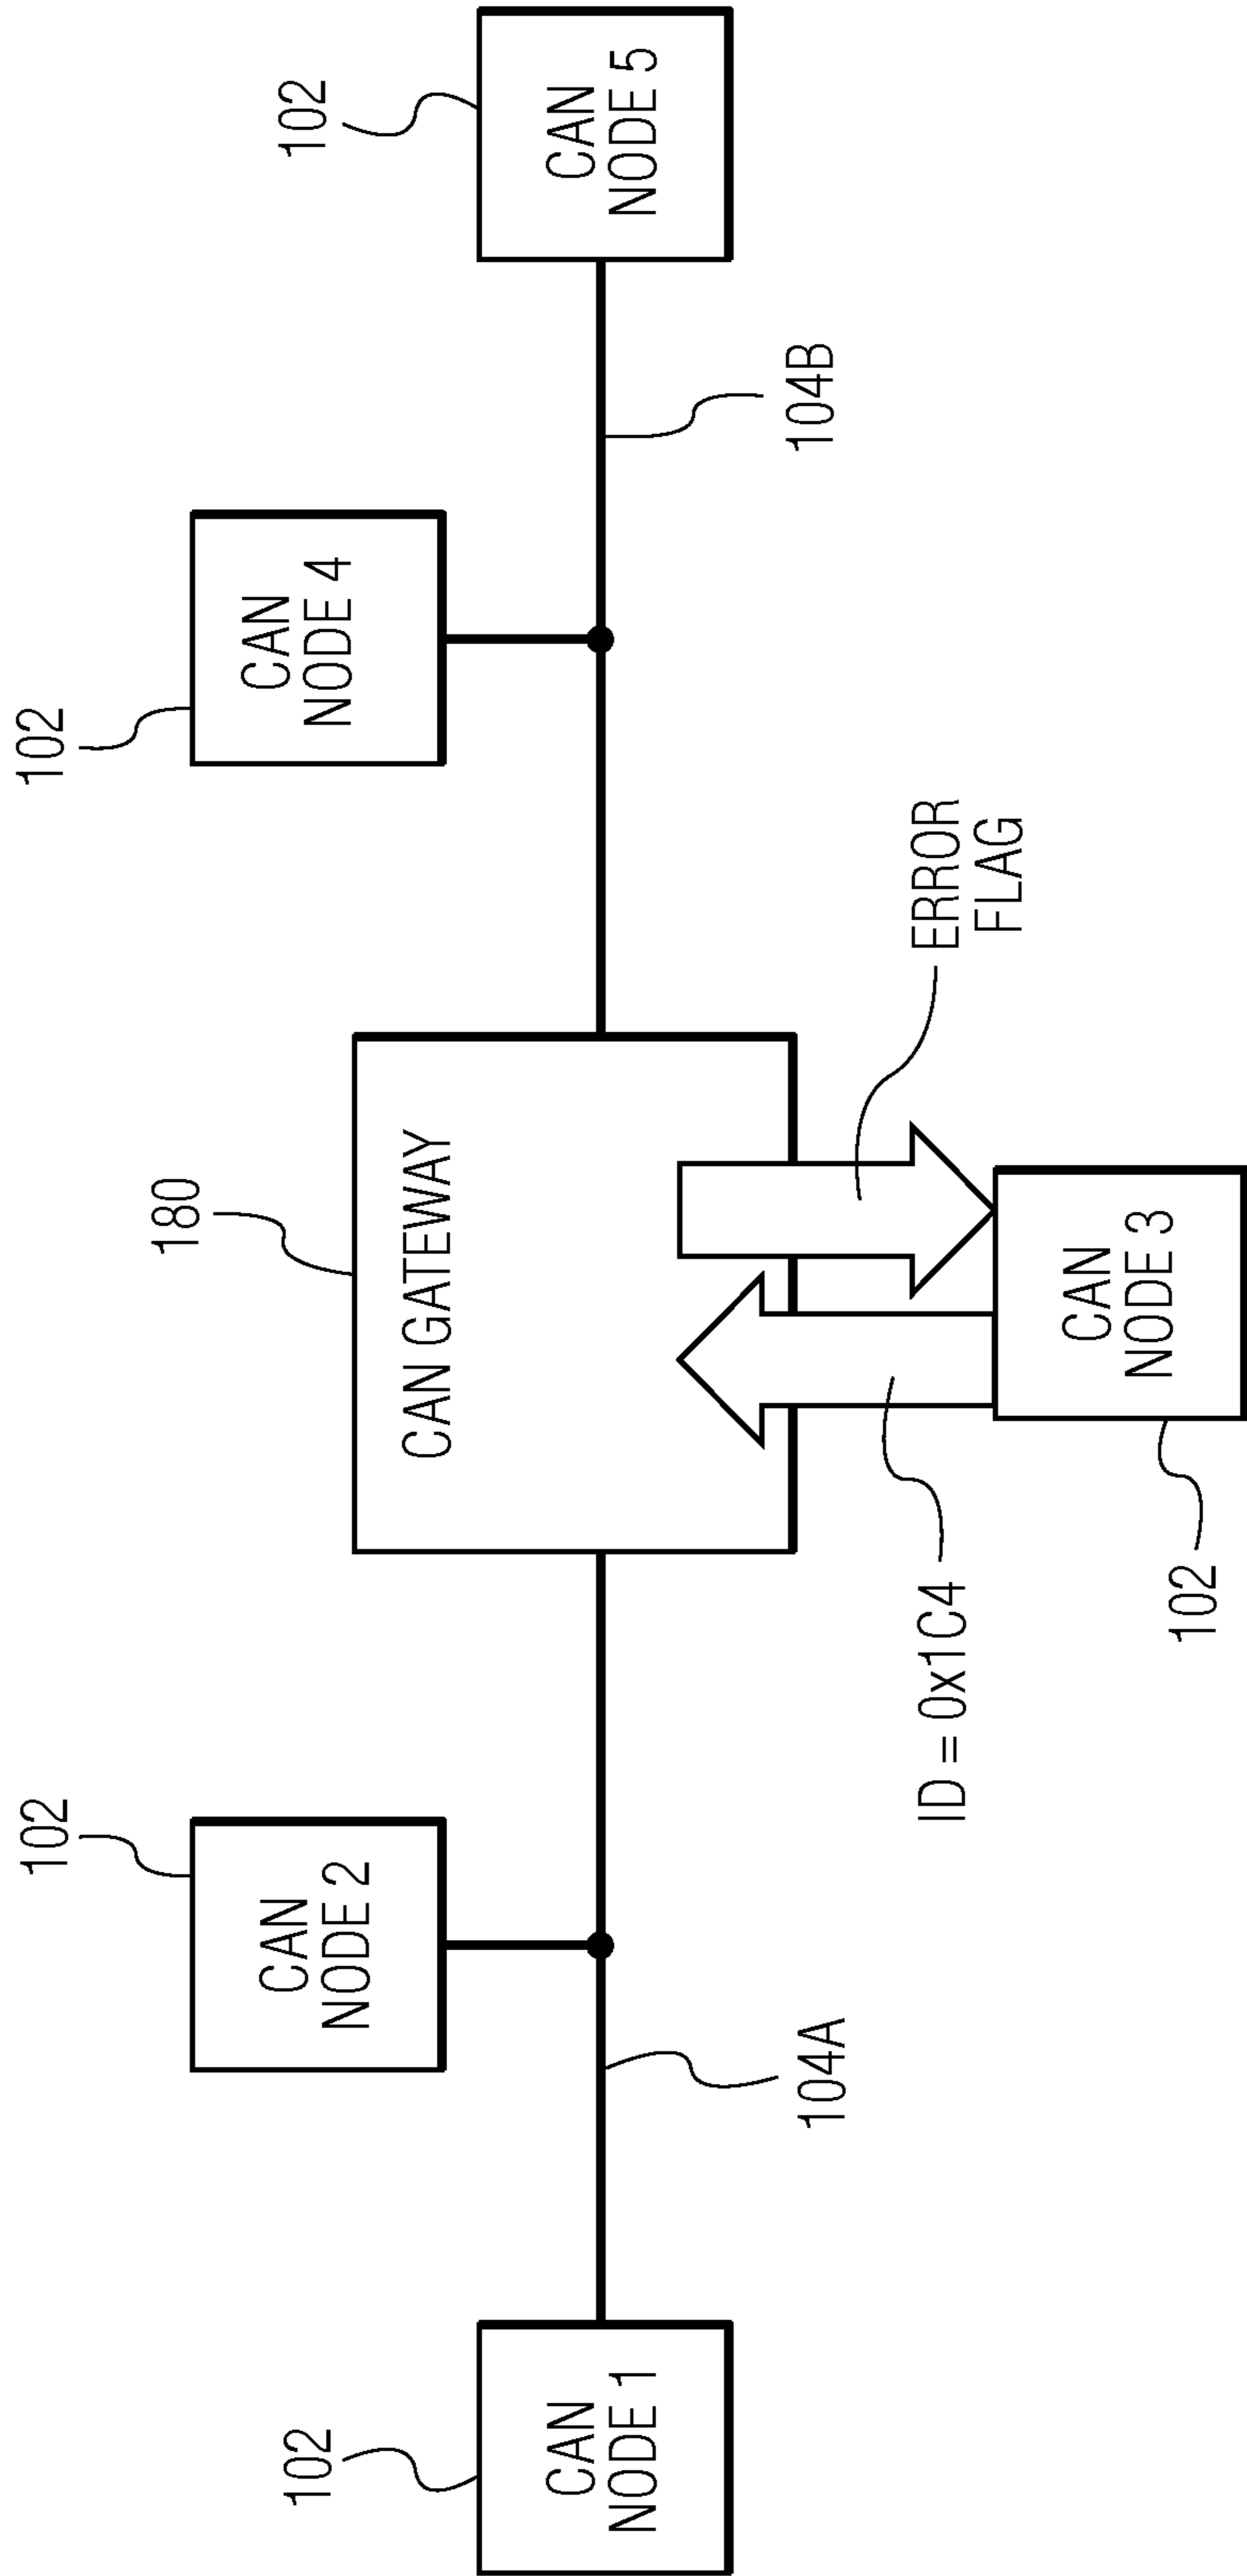 102
CAN
NODE 1
102
CAN
NODE 2
104A
180
CAN GATEWAY
ID = 0x1C4
ERROR
FLAG
102
CAN
NODE 3
102
CAN
NODE 4
104B
102
CAN
NODE 5